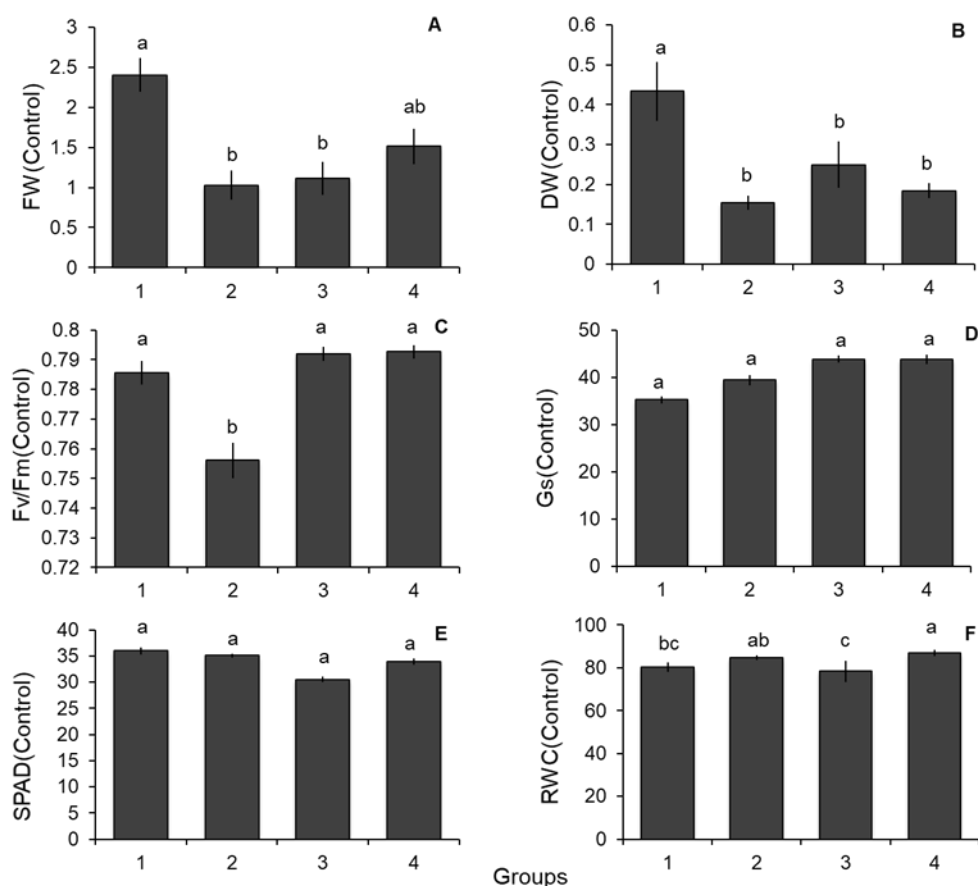 A
FW(Control)
3
2.5
2
1.5
1
0.5
0
a
b
b
ab
1 2 3 4
B
DW(Control)
0.6
0.5
0.4
0.3
0.2
0.1
0
a
b
b
b
1 2 3 4
C
Fv/Fm(Control)
0.8
0.79
0.78
0.77
0.76
0.75
0.74
0.73
0.72
a
b
a
a
1 2 3 4
D
Gs(Control)
50
40
30
20
10
0
a
a
a
a
1 2 3 4
E
SPAD(Control)
40
35
30
25
20
15
10
5
0
a
a
a
a
1 2 3 4
F
RWC(Control)
100
80
60
40
20
0
bc
ab
c
a
1 2 3 4
Groups